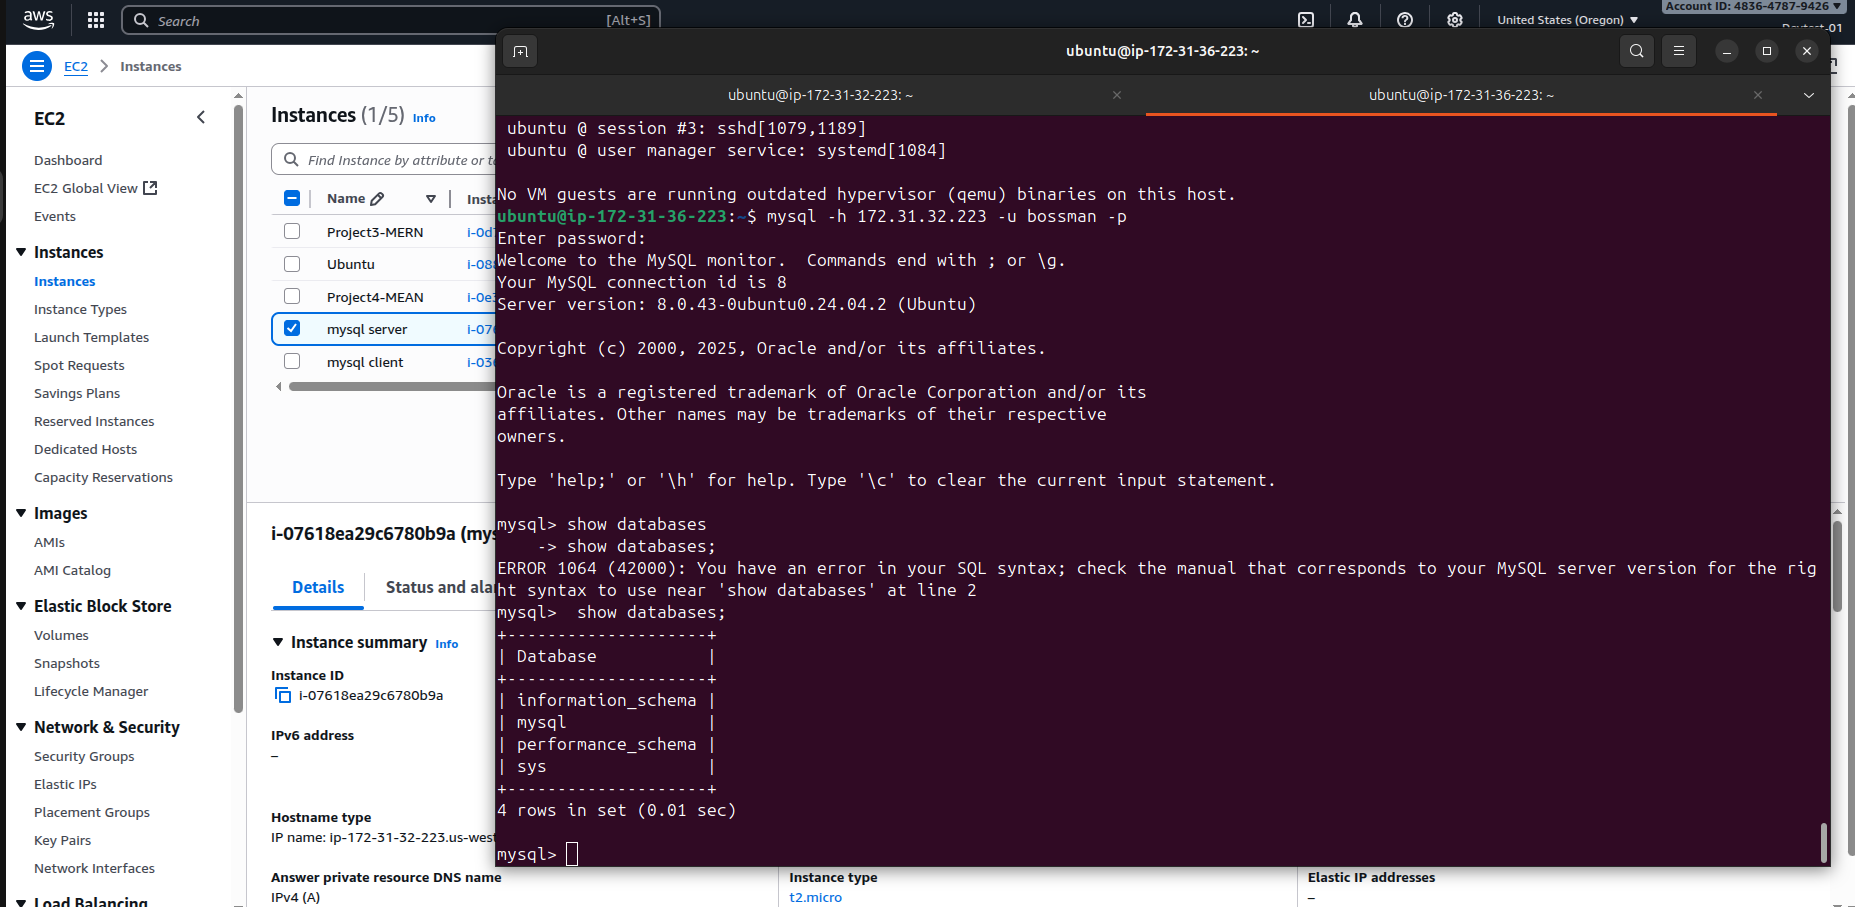 aws
Search
[Alt+S]
United States (Oregon)
Account ID: 4836-4787-9426
EC2
Instances
EC2
Dashboard
EC2 Global View
Events
Instances
Instances
Instance Types
Launch Templates
Spot Requests
Savings Plans
Reserved Instances
Dedicated Hosts
Capacity Reservations
Images
AMIs
AMI Catalog
Elastic Block Store
Volumes
Snapshots
Lifecycle Manager
Network & Security
Security Groups
Elastic IPs
Placement Groups
Key Pairs
Network Interfaces
Load Balancing
Instances (1/5) Info
Find Instance by attribute or
Name
Project3-MERN
Ubuntu
Project4-MEAN
mysql server
mysql client
i-07618ea29c6780b9a
Details
Status and
Instance summary Info
Instance ID
i-07618ea29c6780b9a
IPv6 address
–
Hostname type
IP name: ip-172-31-32-223.us-west
Answer private resource DNS name
IPv4 (A)
Instance type
t2.micro
Elastic IP addresses
–
ubuntu@ip-172-31-36-223: ~
ubuntu@ip-172-31-32-223: ~
ubuntu@ip-172-31-36-223: ~
ubuntu @ session #3: sshd[1079,1189]
ubuntu @ user manager service: systemd[1084]
No VM guests are running outdated hypervisor (qemu) binaries on this host.
ubuntu@ip-172-31-36-223:~$ mysql -h 172.31.32.223 -u bossman -p
Enter password:
Welcome to the MySQL monitor.  Commands end with ; or \g.
Your MySQL connection id is 8
Server version: 8.0.43-0ubuntu0.24.04.2 (Ubuntu)
Copyright (c) 2000, 2025, Oracle and/or its affiliates.
Oracle is a registered trademark of Oracle Corporation and/or its
affiliates. Other names may be trademarks of their respective
owners.
Type 'help;' or '\h' for help. Type '\c' to clear the current input statement.
mysql> show databases
    -> show databases;
ERROR 1064 (42000): You have an error in your SQL syntax; check the manual that corresponds to your MySQL server version for the rig
ht syntax to use near 'show databases' at line 2
mysql>  show databases;
+--------------------+
| Database           |
+--------------------+
| information_schema |
| mysql              |
| performance_schema |
| sys                |
+--------------------+
4 rows in set (0.01 sec)
mysql>